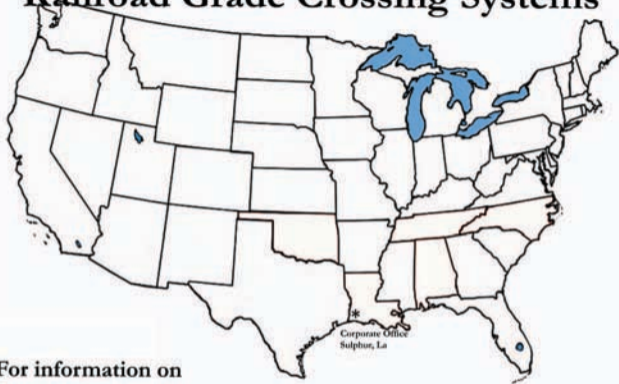 Railroad Grade Crossing Systems
*
Corporate Office
Sulphur, La
For information on